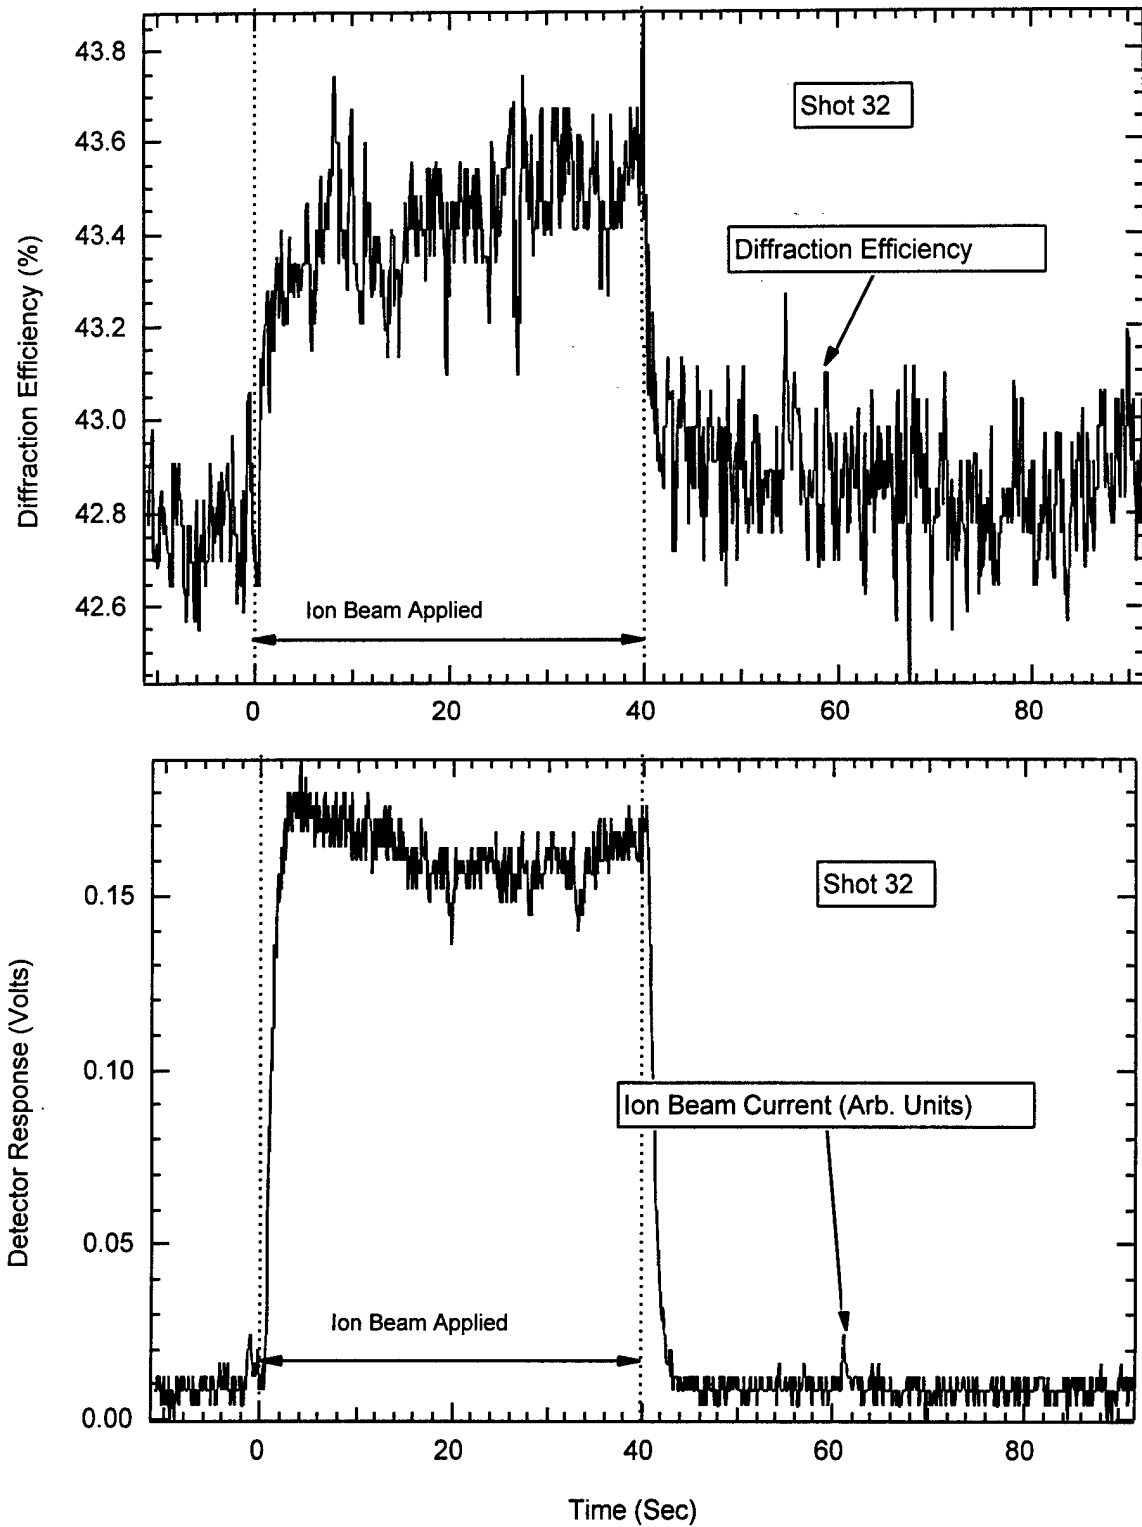 43.8
43.6
43.4
43.2
43.0
42.8
42.6
Diffraction Efficiency (%)
Shot 32
Diffraction Efficiency
Ion Beam Applied
0 20 40 60 80
0.15
0.10
0.05
0.00
Detector Response (Volts)
Shot 32
Ion Beam Current (Arb. Units)
Ion Beam Applied
0 20 40 60 80
Time (Sec)